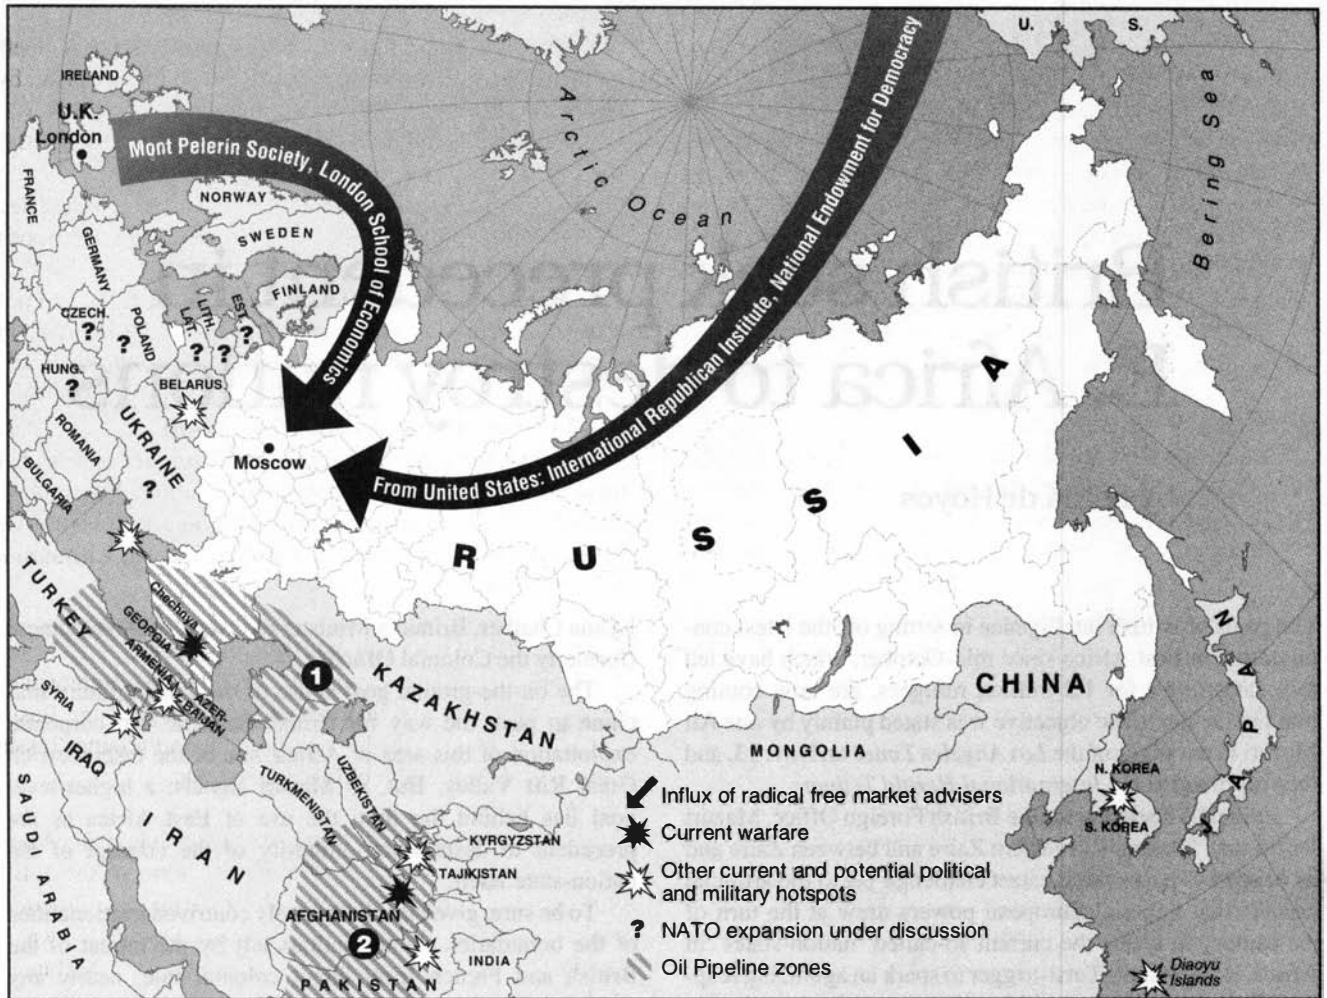 U. S.
IRELAND
U.K.
London
Mont Pelerin Society, London School of Economics
From United States: International Republican Institute, National Endowment for Democracy
Arctic Ocean
Bering Sea
FRANCE
NORWAY
SWEDEN
FINLAND
GERMANY
CZECH.
?
POLAND
?
LITH.
LAT.
EST.
?
?
?
HUNG.
?
BELARUS
ROMANIA
UKRAINE
?
BULGARIA
Moscow
RUSSIA
TURKEY
Chechnya
GEORGIA
ARMENIA
AZER-
BAIJAN
1
KAZAKHSTAN
SYRIA
IRAQ
IRAN
SAUDI ARABIA
TURKMENISTAN
UZBEKISTAN
KYRGYZSTAN
TAJIKISTAN
AFGHANISTAN
2
PAKISTAN
INDIA
CHINA
MONGOLIA
N. KOREA
S. KOREA
JAPAN
Diaoyu
Islands
Influx of radical free market advisers
Current warfare
Other current and potential political
and military hotspots
? NATO expansion under discussion
Oil Pipeline zones